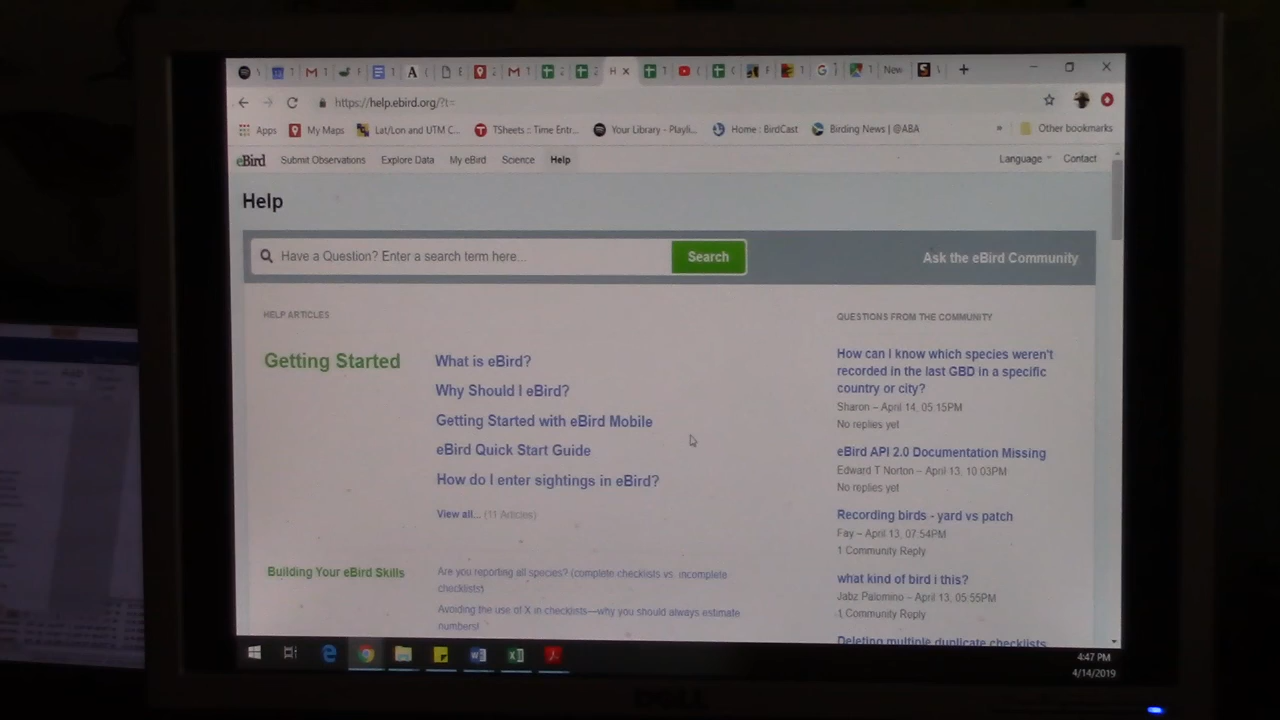 H
New
https://help.ebird.org/?t=
Apps
My Maps
Lat/Lon and UTM C...
TSheets :: Time Entr...
Your Library - Playli...
Home : BirdCast
Birding News | @ABA
»
Other bookmarks
eBird
Submit Observations
Explore Data
My eBird
Science
Help
Language
Contact
Help
Have a Question? Enter a search term here...
Search
Ask the eBird Community
HELP ARTICLES
Getting Started
What is eBird?
Why Should I eBird?
Getting Started with eBird Mobile
eBird Quick Start Guide
How do I enter sightings in eBird?
View all... (11 Articles)
Building Your eBird Skills
Are you reporting all species? (complete checklists vs. incomplete
checklists)
Avoiding the use of X in checklists—why you should always estimate
numbers!
QUESTIONS FROM THE COMMUNITY
How can I know which species weren't
recorded in the last GBD in a specific
country or city?
Sharon – April 14, 05:15PM
No replies yet
eBird API 2.0 Documentation Missing
Edward T Norton – April 13, 10:03PM
No replies yet
Recording birds - yard vs patch
Fay – April 13, 07:54PM
1 Community Reply
what kind of bird i this?
Jabz Palomino – April 13, 05:55PM
1 Community Reply
Deleting multiple duplicate checklists
4:47 PM
4/14/2019
DELL